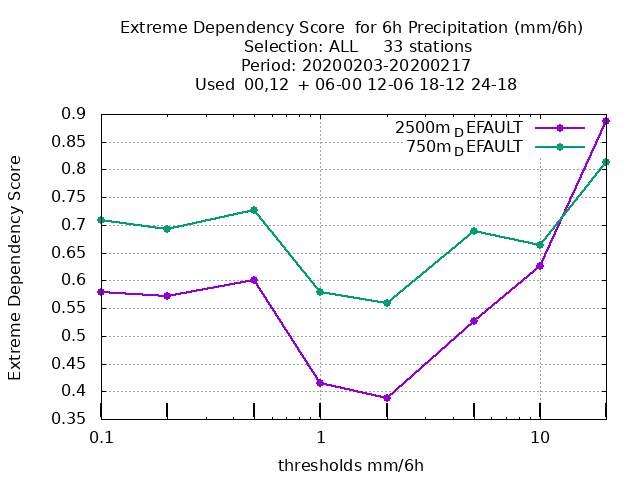 Extreme Dependency Score  for 6h Precipitation (mm/6h)
Selection: ALL     33 stations
Period: 20200203-20200217
Used  00,12  + 06-00 12-06 18-12 24-18
2500m_DEFAULT
750m_DEFAULT
Extreme Dependency Score
0.9
0.85
0.8
0.75
0.7
0.65
0.6
0.55
0.5
0.45
0.4
0.35
0.1
1
10
thresholds mm/6h